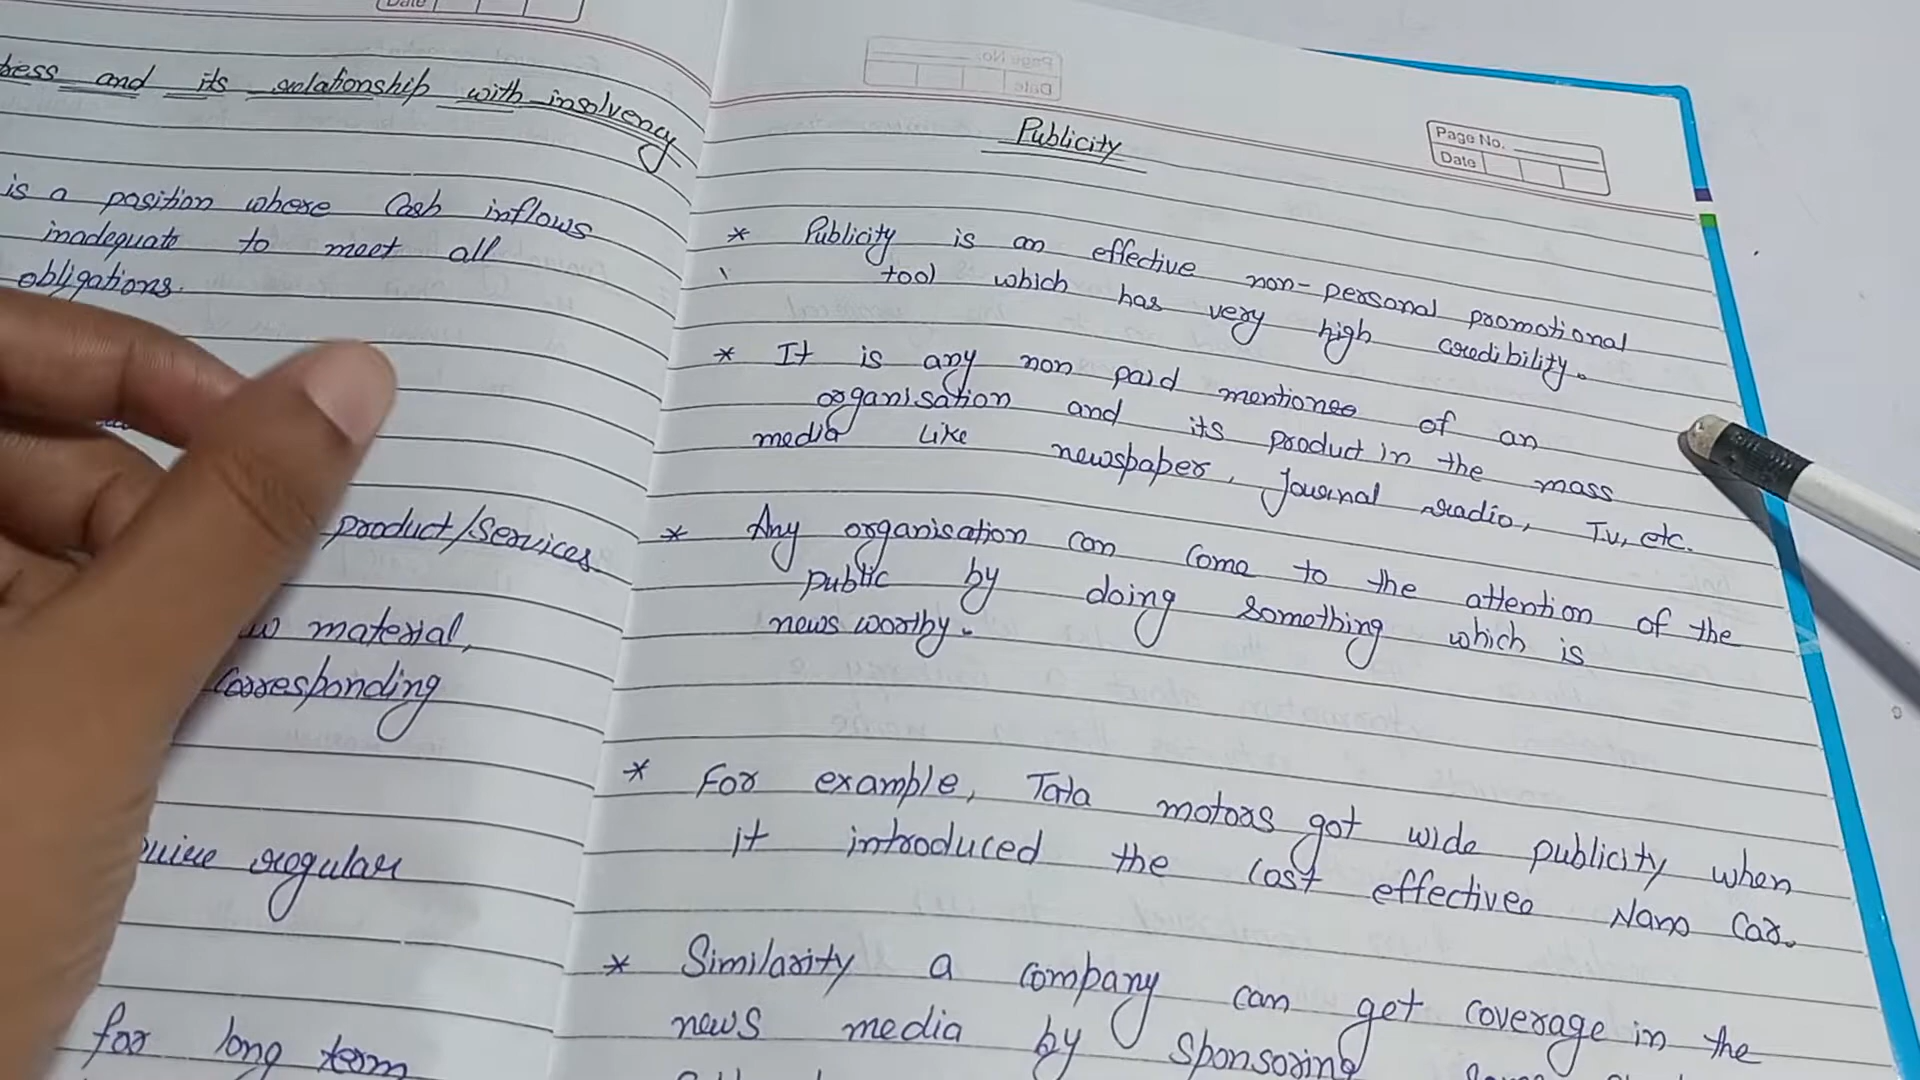 Date
and its relationship with insolvency
is a position where Cash inflows
inadequate to meet all
obligations.
product/Services
material,
Corresponding
regular
for long term
Page No.
Date
Publicity
* Publicity is an effective non-personal promotional
tool which has very high credibility.
* It is any non paid mentiones of an
organisation and its product in the mass
media like newspaper, Journal radio, T.v, etc.
* Any organisation can come to the attention of the
public by doing something which is
news worthy.
* For example, Tata motors got wide publicity when
it introduced the cost effectivee Nano Car.
* Similarity a company can get coverage in the
news media by sponsoring